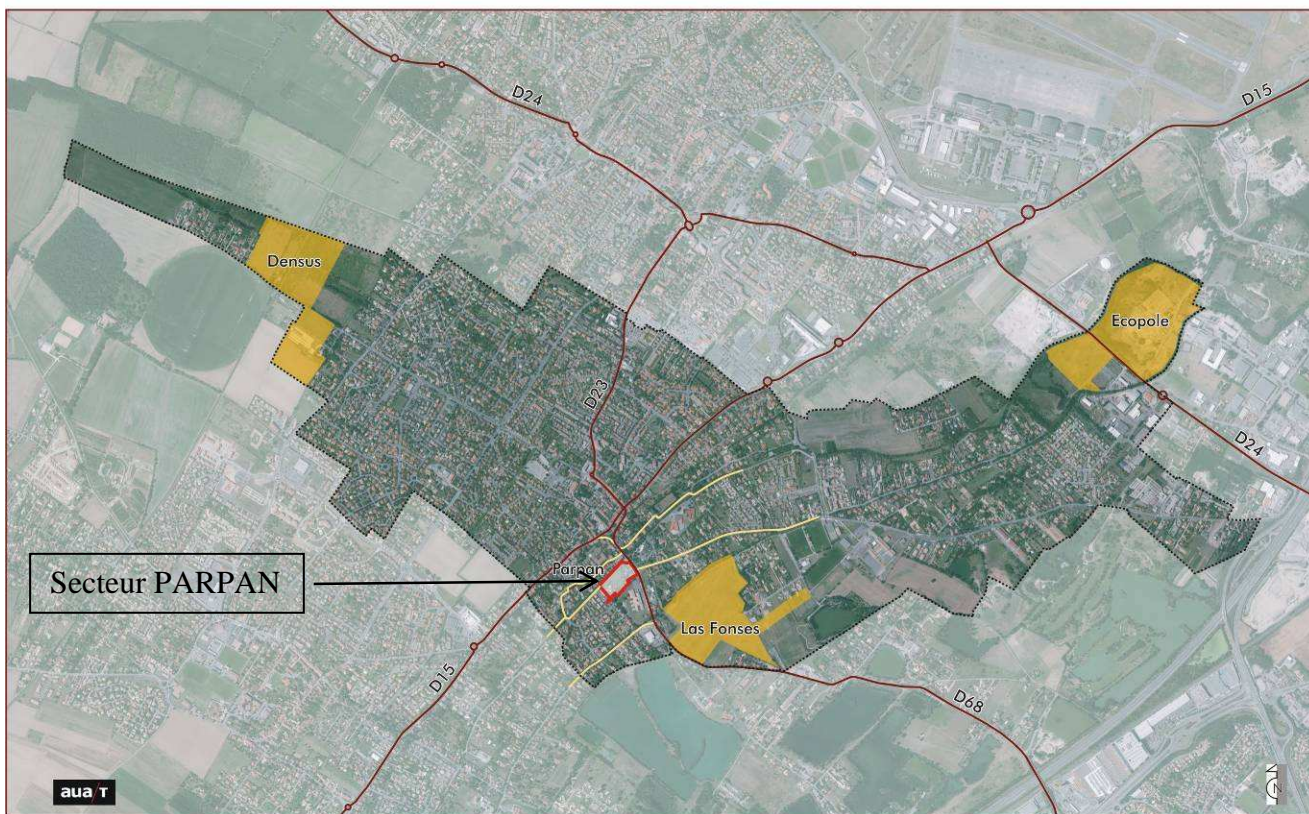 D24
D15
Densus
Ecopole
D23
D24
Parpan
Secteur PARPAN
Las Fonses
D15
D68
aua/T
N